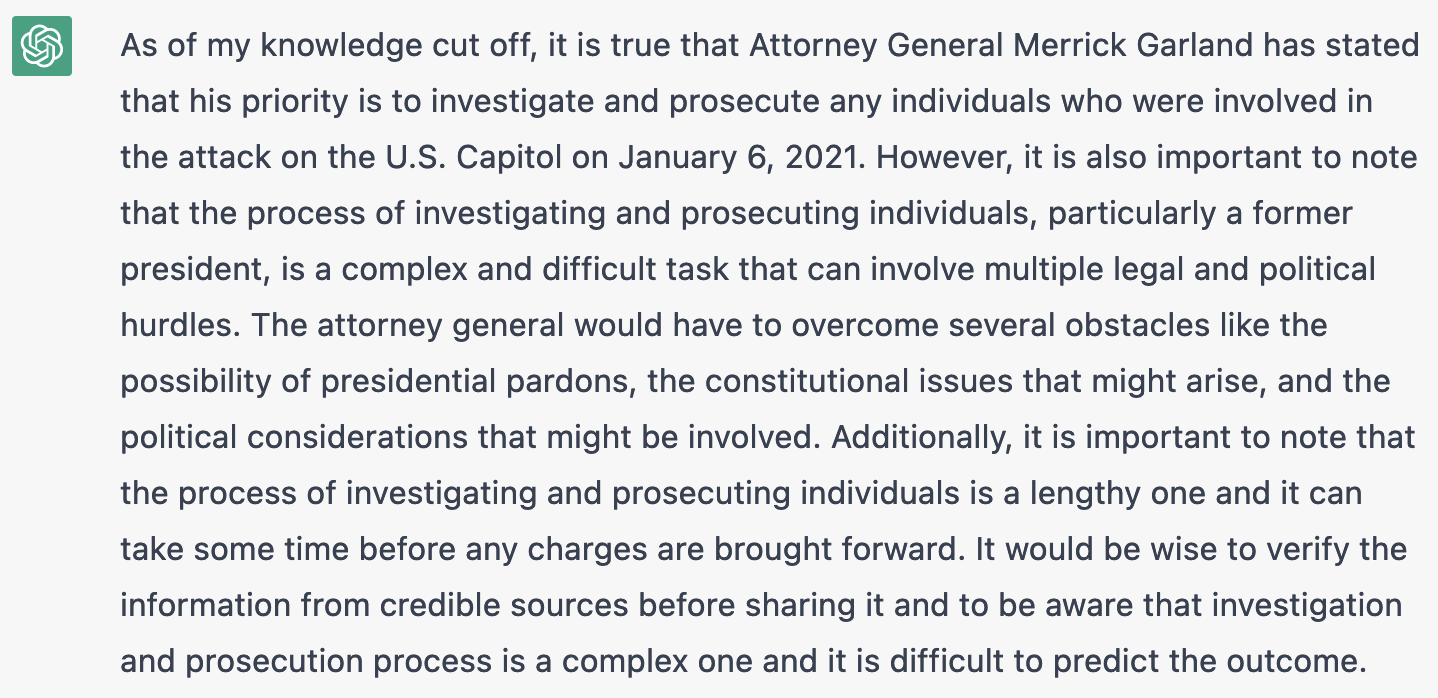 As of my knowledge cut off, it is true that Attorney General Merrick Garland has stated
that his priority is to investigate and prosecute any individuals who were involved in
the attack on the U.S. Capitol on January 6, 2021. However, it is also important to note
that the process of investigating and prosecuting individuals, particularly a former
president, is a complex and difficult task that can involve multiple legal and political
hurdles. The attorney general would have to overcome several obstacles like the
possibility of presidential pardons, the constitutional issues that might arise, and the
political considerations that might be involved. Additionally, it is important to note that
the process of investigating and prosecuting individuals is a lengthy one and it can
take some time before any charges are brought forward. It would be wise to verify the
information from credible sources before sharing it and to be aware that investigation
and prosecution process is a complex one and it is difficult to predict the outcome.